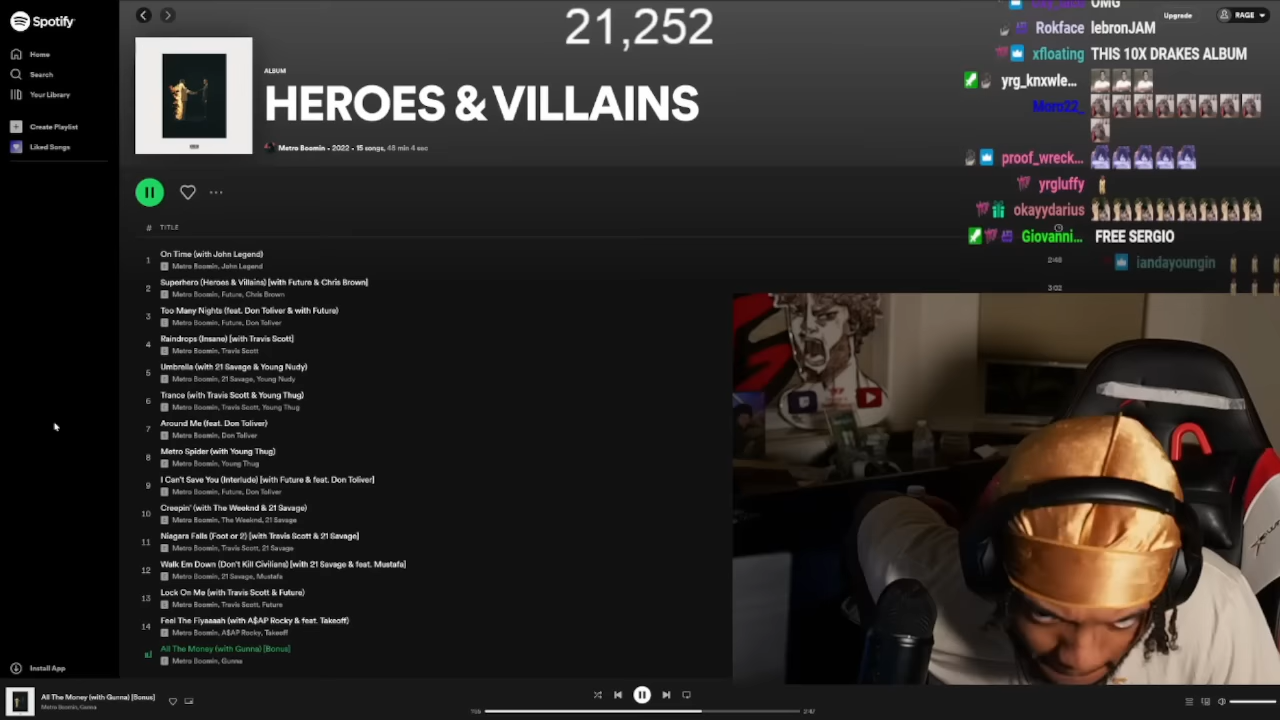 Spotify
Home
Search
Your Library
Create Playlist
Liked Songs
Install App
21,252
Upgrade
RAGE
ALBUM
HEROES & VILLAINS
Metro Boomin • 2022 • 15 songs, 48 min 4 sec
# TITLE
1 On Time (with John Legend)
E Metro Boomin, John Legend
2 Superhero (Heroes & Villains) [with Future & Chris Brown]
E Metro Boomin, Future, Chris Brown
3 Too Many Nights (feat. Don Toliver & with Future)
E Metro Boomin, Future, Don Toliver
4 Raindrops (Insane) [with Travis Scott]
E Metro Boomin, Travis Scott
5 Umbrella (with 21 Savage & Young Nudy)
E Metro Boomin, 21 Savage, Young Nudy
6 Trance (with Travis Scott & Young Thug)
E Metro Boomin, Travis Scott, Young Thug
7 Around Me (feat. Don Toliver)
E Metro Boomin, Don Toliver
8 Metro Spider (with Young Thug)
E Metro Boomin, Young Thug
9 I Can't Save You (Interlude) [with Future & feat. Don Toliver]
E Metro Boomin, Future, Don Toliver
10 Creepin' (with The Weeknd & 21 Savage)
E Metro Boomin, The Weeknd, 21 Savage
11 Niagara Falls (Foot or 2) [with Travis Scott & 21 Savage]
E Metro Boomin, Travis Scott, 21 Savage
12 Walk Em Down (Don't Kill Civilians) [with 21 Savage & feat. Mustafa]
E Metro Boomin, 21 Savage, Mustafa
13 Lock On Me (with Travis Scott & Future)
E Metro Boomin, Travis Scott, Future
14 Feel The Fiyaaaah (with A$AP Rocky & feat. Takeoff)
E Metro Boomin, A$AP Rocky, Takeoff
All The Money (with Gunna) [Bonus]
E Metro Boomin, Gunna
2:48
3:02
OMG
Rokface lebronJAM
xfloating THIS 10X DRAKES ALBUM
yrg_knxwle...
Moro22_
proof_wreck...
yrgluffy
okayydarius
Giovanni... FREE SERGIO
iandayoungin
All The Money (with Gunna) [Bonus]
Metro Boomin, Gunna
1:55
2:47